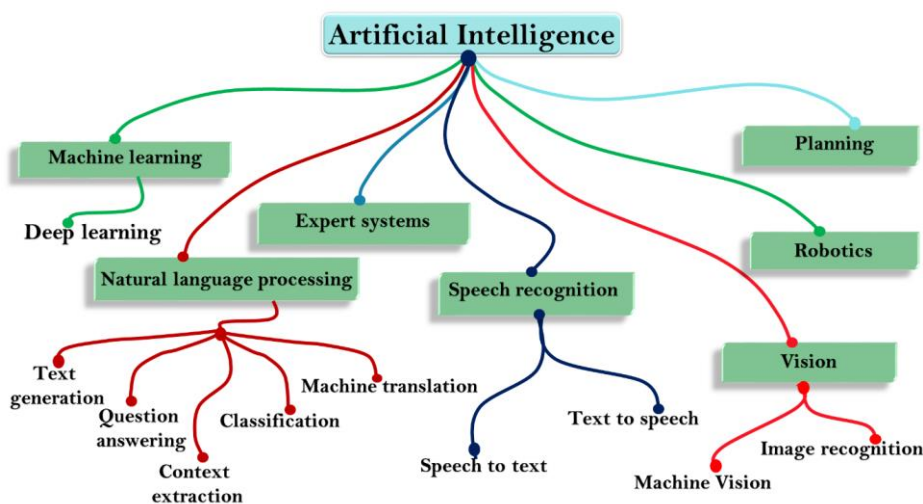 Artificial Intelligence
Machine learning
Planning
Deep learning
Expert systems
Robotics
Natural language processing
Speech recognition
Vision
Text
generation
Question
answering
Context
extraction
Classification
Machine translation
Speech to text
Text to speech
Machine Vision
Image recognition